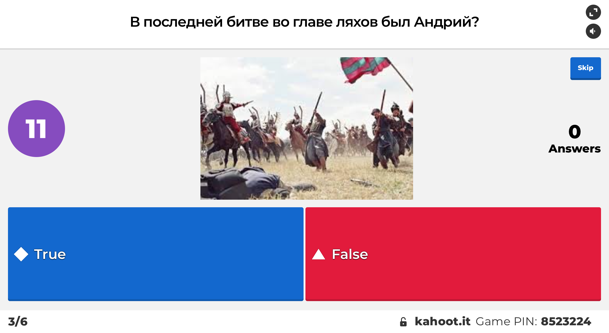 В последней битве во главе ляхов был Андрий?
Skip
11
0
Answers
True
False
3/6
kahoot.it Game PIN: 8523224